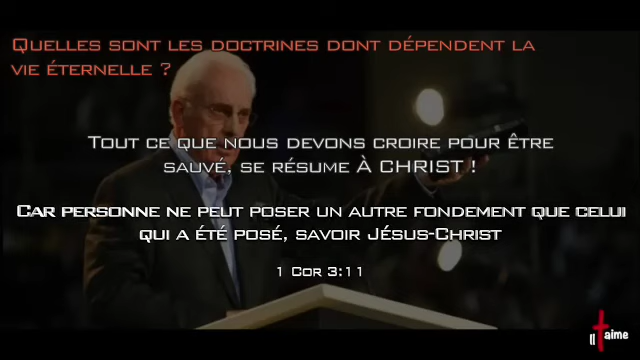 Quelles sont les doctrines dont dépendent la
vie éternelle ?
Tout ce que nous devons croire pour être
sauvé, se résume À CHRIST !
Car personne ne peut poser un autre fondement que celui
qui a été posé, savoir Jésus-Christ
1 Cor 3:11
Il taime